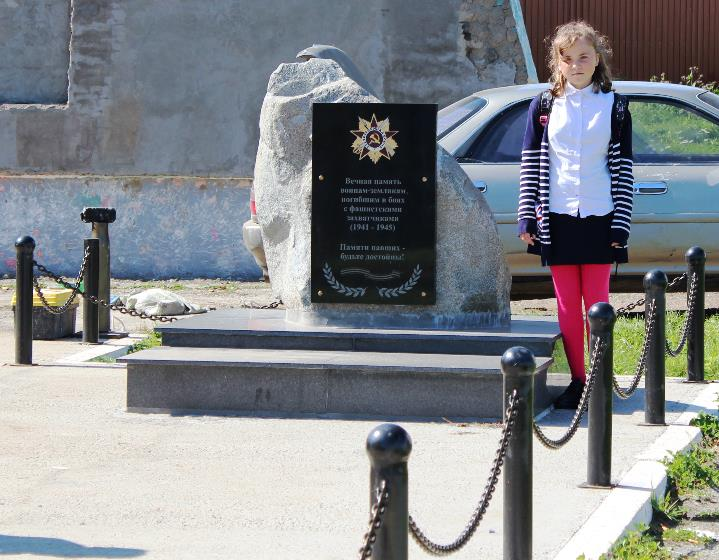 Вечная память
воинам-землякам,
погибшим в боях
с фашистскими
захватчиками
(1941 - 1945)
Памяти павших -
будьте достойны!